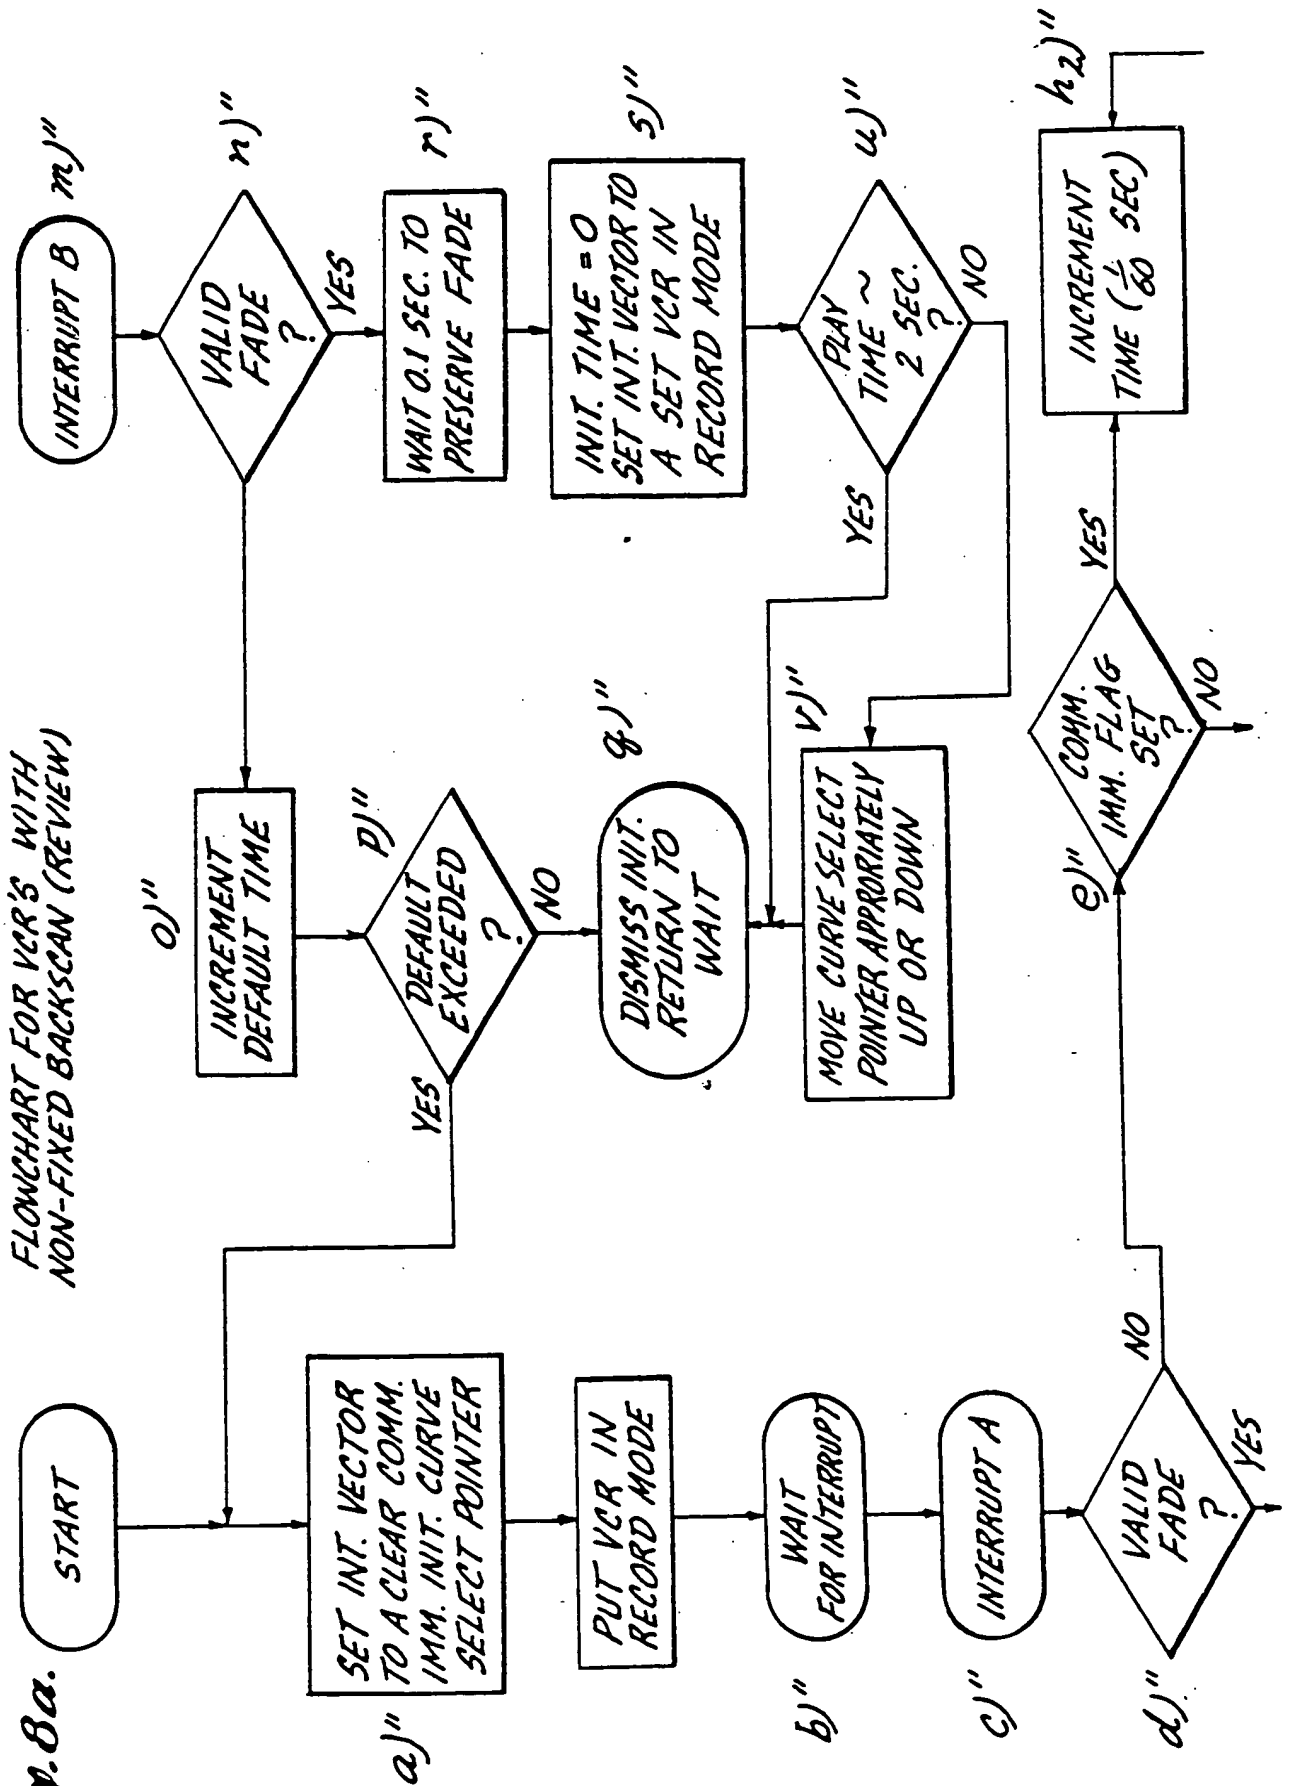 p. 8a.
FLOWCHART FOR VCR'S WITH
NON-FIXED BACKSCAN (REVIEW)
START
a)"
SET INT. VECTOR
TO A CLEAR COMM.
IMM. INIT. CURVE
SELECT POINTER
PUT VCR IN
RECORD MODE
b)"
WAIT
FOR INTERRUPT
c)"
INTERRUPT A
d)"
VALID
FADE
?
NO
YES
o)"
INCREMENT
DEFAULT TIME
p)"
DEFAULT
EXCEEDED
?
YES
NO
q)"
DISMISS INIT.
RETURN TO
WAIT
v)"
MOVE CURVE SELECT
POINTER APPRORIATELY
UP OR DOWN
e)"
COMM.
IMM. FLAG
SET
?
YES
NO
INTERRUPT B
m)"
VALID
FADE
?
n)"
YES
WAIT 0.1 SEC. TO
PRESERVE FADE
r)"
INIT. TIME = 0
SET INT. VECTOR TO
A SET VCR IN
RECORD MODE
s)"
PLAY
TIME ~
2 SEC.
?
u)"
YES
NO
INCREMENT
TIME (1/60 SEC)
h2)"